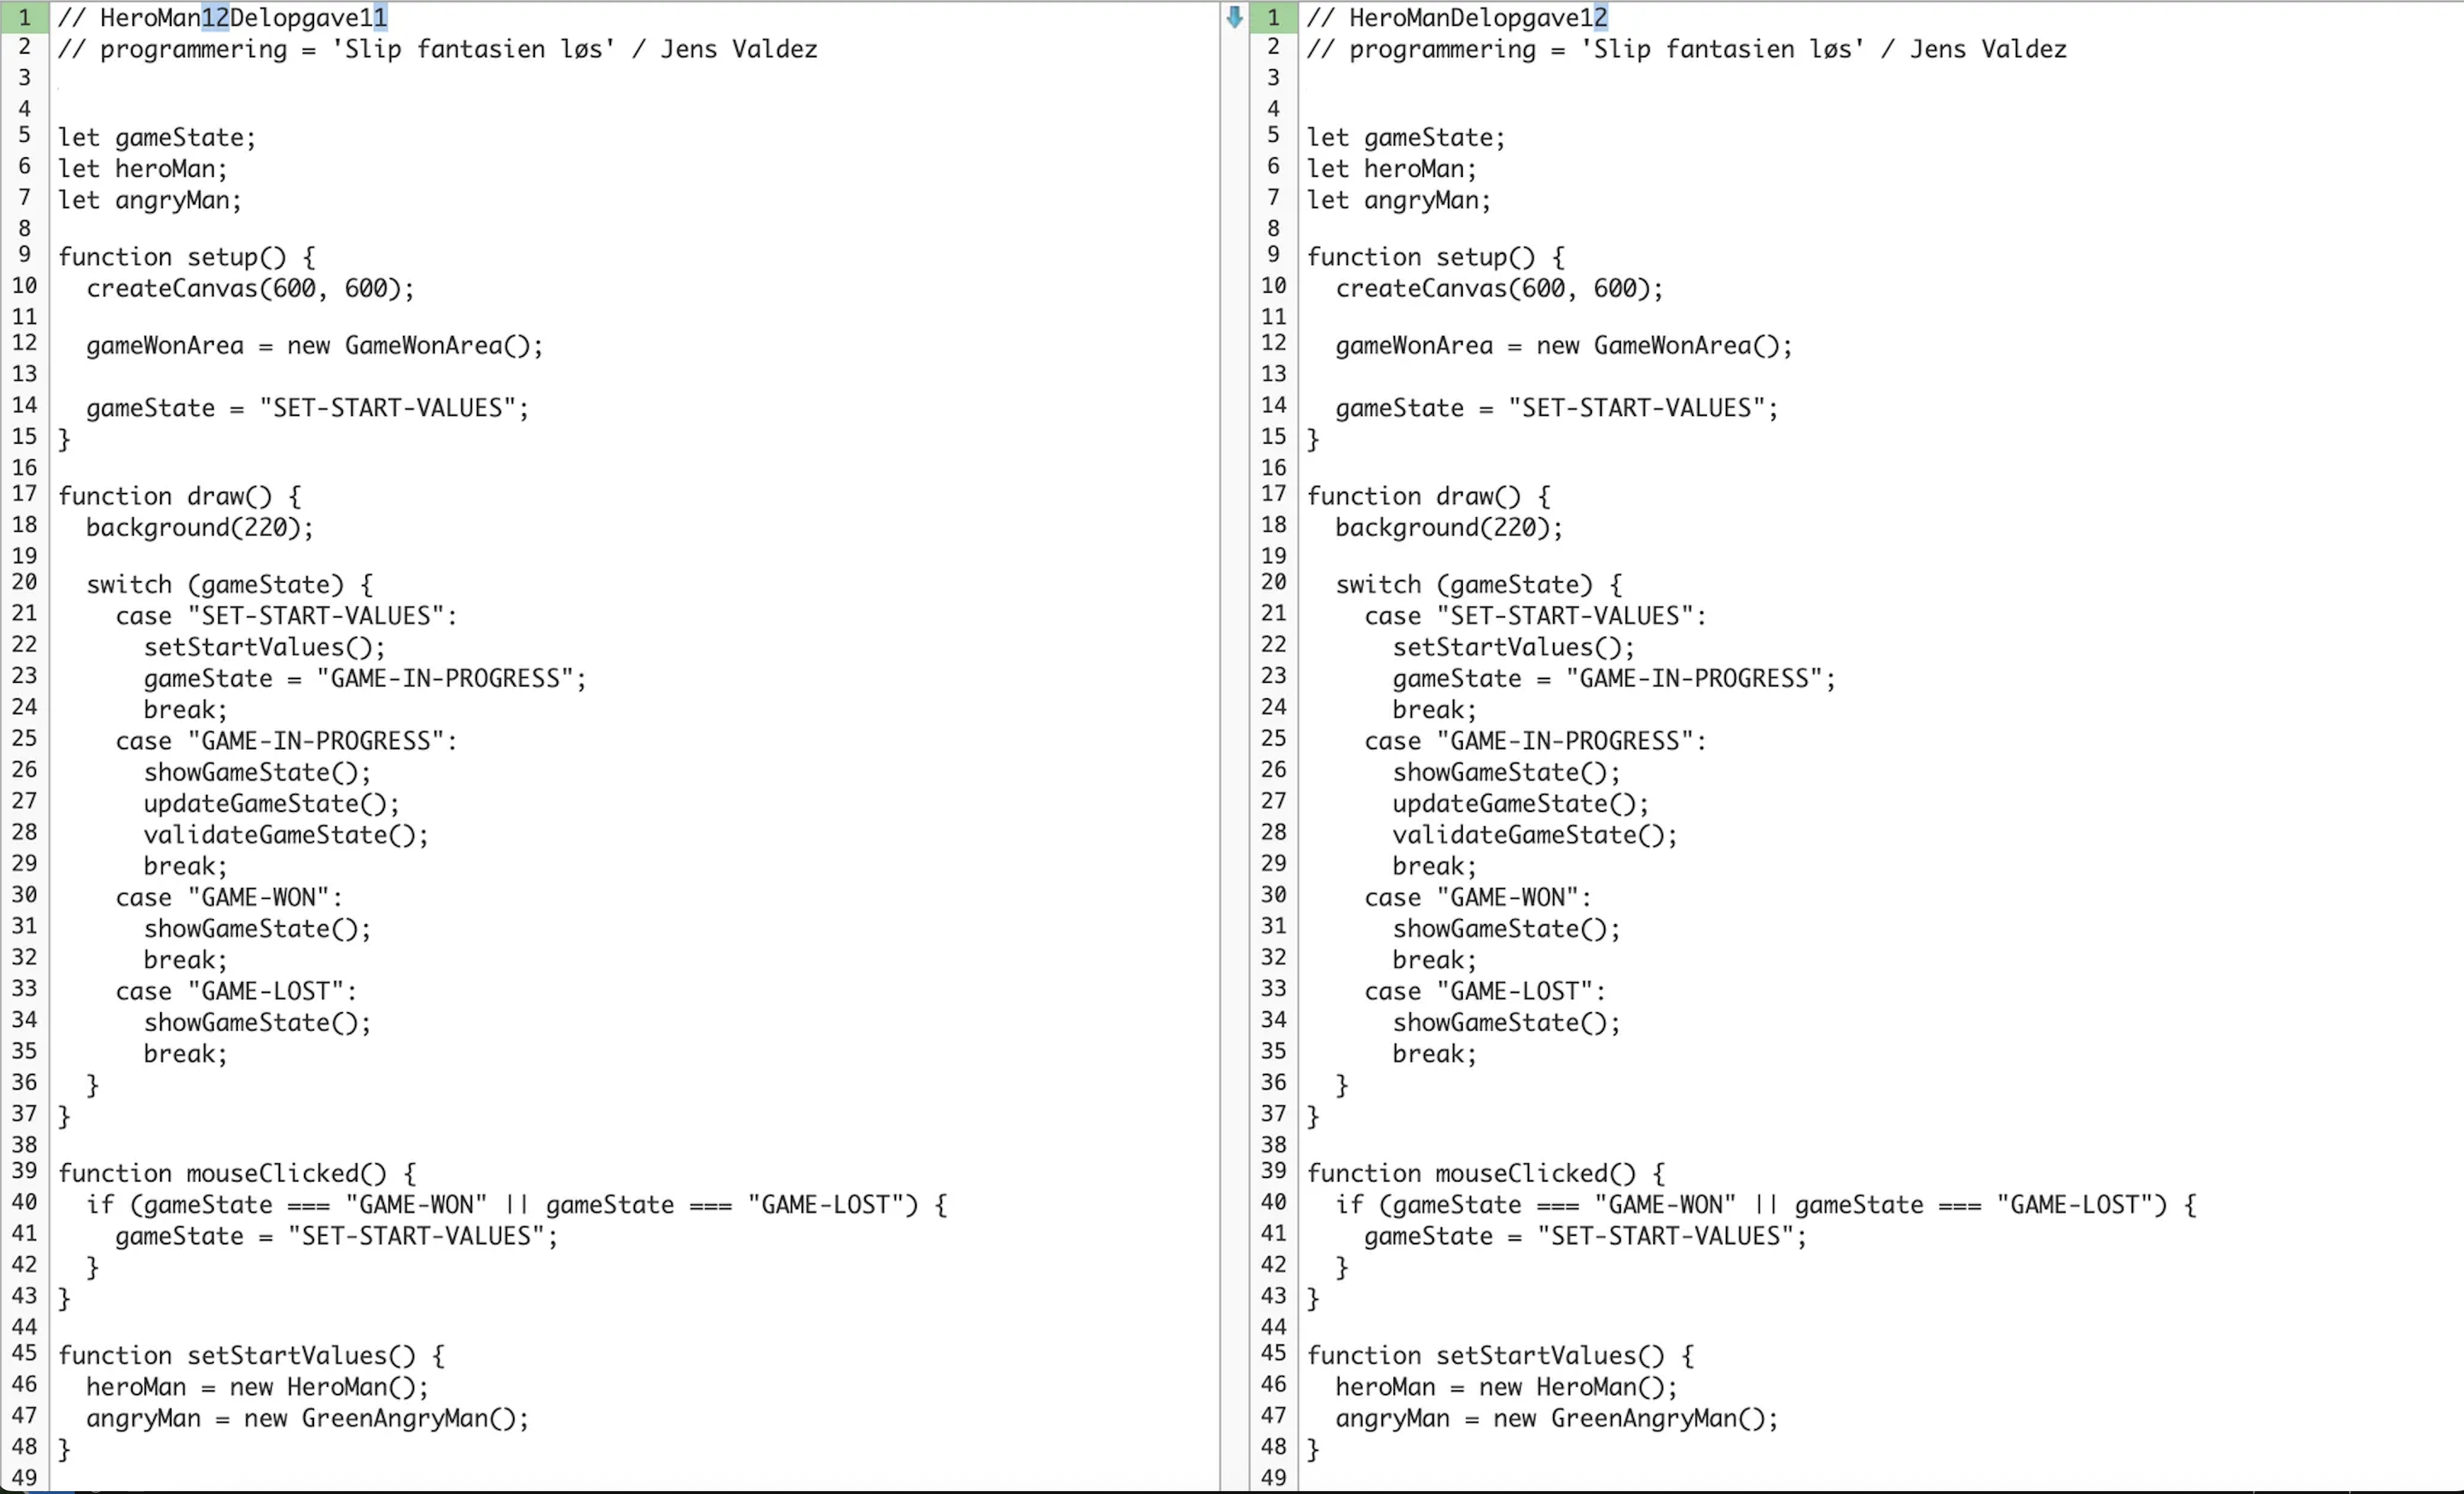 1 // HeroMan12Delopgave11
2 // programmering = 'Slip fantasien løs' / Jens Valdez
3
4
5 let gameState;
6 let heroMan;
7 let angryMan;
8
9 function setup() {
10   createCanvas(600, 600);
11
12   gameWonArea = new GameWonArea();
13
14   gameState = "SET-START-VALUES";
15 }
16
17 function draw() {
18   background(220);
19
20   switch (gameState) {
21     case "SET-START-VALUES":
22       setStartValues();
23       gameState = "GAME-IN-PROGRESS";
24       break;
25     case "GAME-IN-PROGRESS":
26       showGameState();
27       updateGameState();
28       validateGameState();
29       break;
30     case "GAME-WON":
31       showGameState();
32       break;
33     case "GAME-LOST":
34       showGameState();
35       break;
36   }
37 }
38
39 function mouseClicked() {
40   if (gameState === "GAME-WON" || gameState === "GAME-LOST") {
41     gameState = "SET-START-VALUES";
42   }
43 }
44
45 function setStartValues() {
46   heroMan = new HeroMan();
47   angryMan = new GreenAngryMan();
48 }
49
1 // HeroManDelopgave12
2 // programmering = 'Slip fantasien løs' / Jens Valdez
3
4
5 let gameState;
6 let heroMan;
7 let angryMan;
8
9 function setup() {
10   createCanvas(600, 600);
11
12   gameWonArea = new GameWonArea();
13
14   gameState = "SET-START-VALUES";
15 }
16
17 function draw() {
18   background(220);
19
20   switch (gameState) {
21     case "SET-START-VALUES":
22       setStartValues();
23       gameState = "GAME-IN-PROGRESS";
24       break;
25     case "GAME-IN-PROGRESS":
26       showGameState();
27       updateGameState();
28       validateGameState();
29       break;
30     case "GAME-WON":
31       showGameState();
32       break;
33     case "GAME-LOST":
34       showGameState();
35       break;
36   }
37 }
38
39 function mouseClicked() {
40   if (gameState === "GAME-WON" || gameState === "GAME-LOST") {
41     gameState = "SET-START-VALUES";
42   }
43 }
44
45 function setStartValues() {
46   heroMan = new HeroMan();
47   angryMan = new GreenAngryMan();
48 }
49